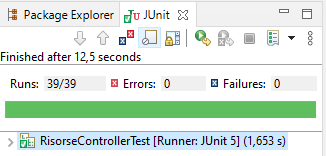 Package Explorer JUnit
Finished after 12,5 seconds
Runs: 39/39 Errors: 0 Failures: 0
RisorseControllerTest [Runner: JUnit 5] (1,653 s)